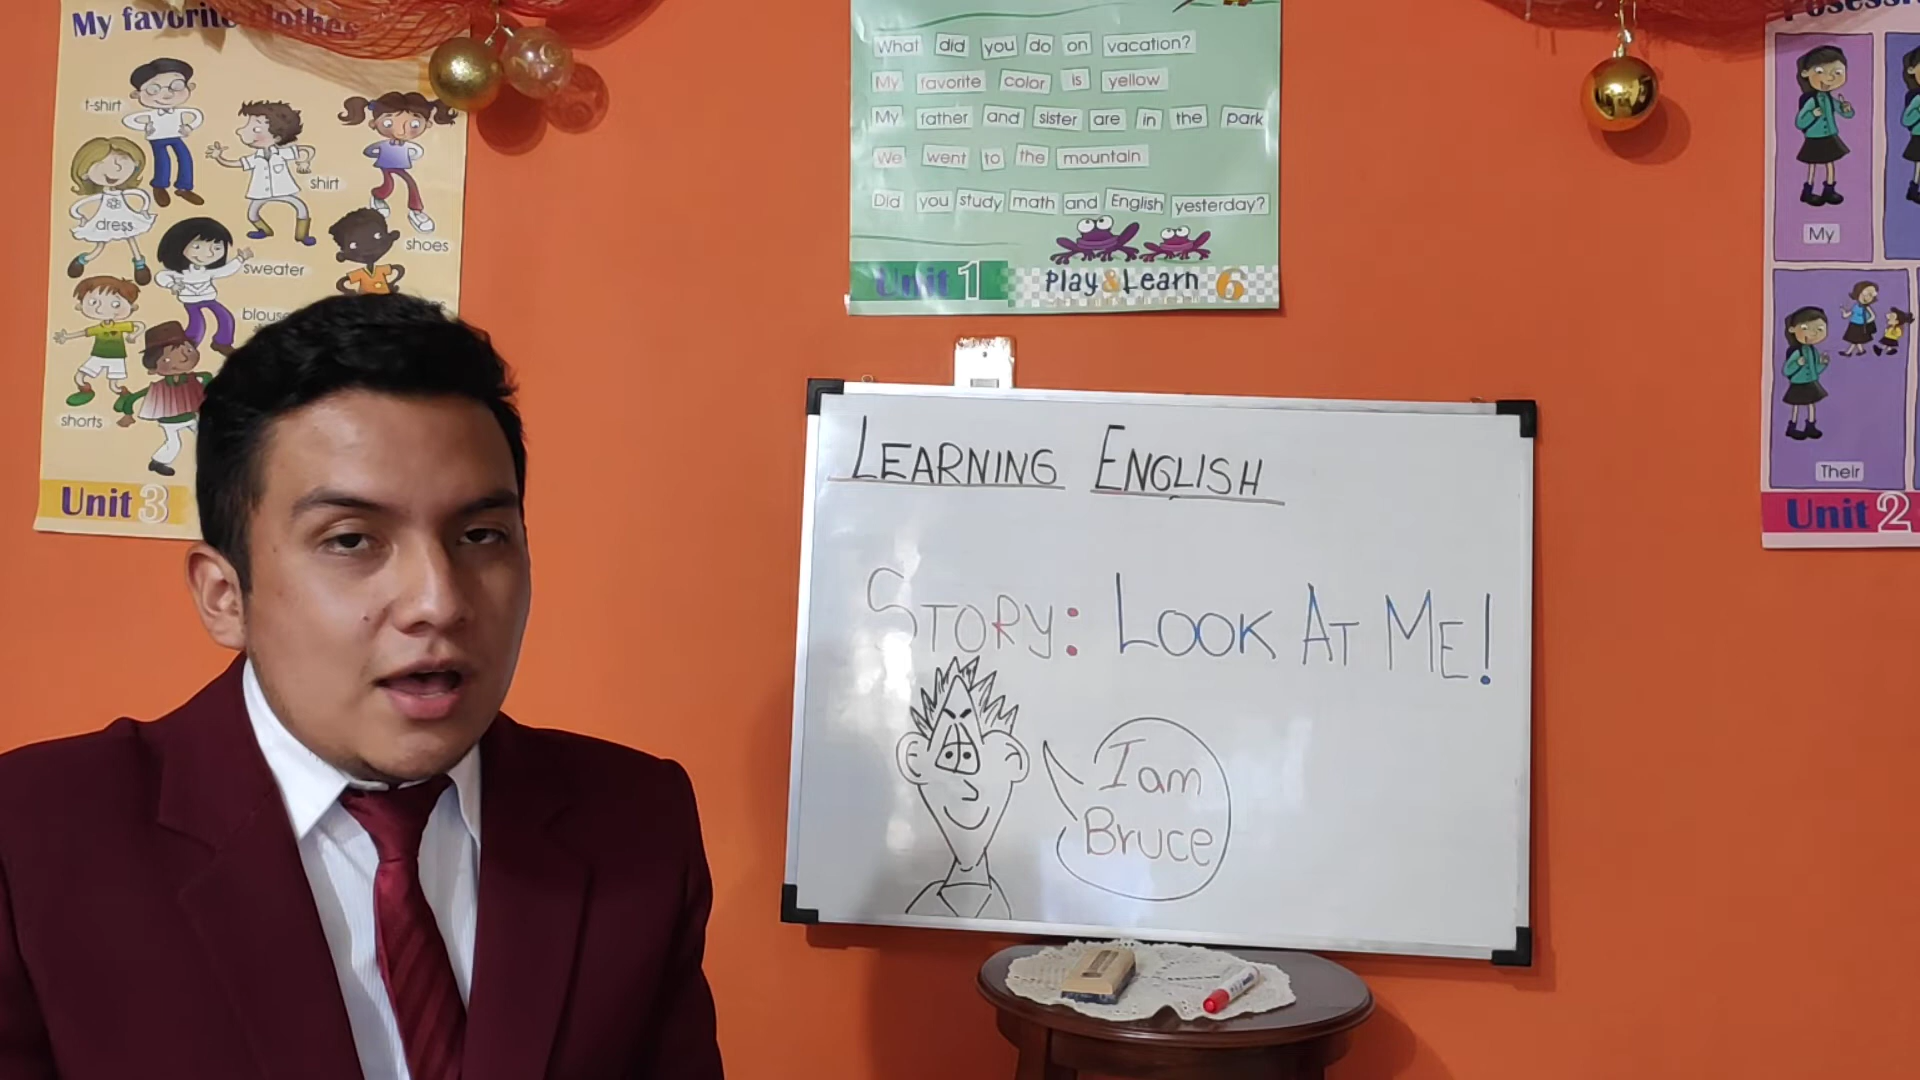 My favorite clothes
t-shirt
shirt
dress
shoes
sweater
blouse
shorts
Unit 3
What did you do on vacation?
My favorite color is yellow
My father and sister are in the park
We went to the mountain
Did you study math and English yesterday?
Unit 1 Play & Learn 6
LEARNING ENGLISH
STORY: LOOK AT ME!
I am
Bruce
My
Their
Unit 2